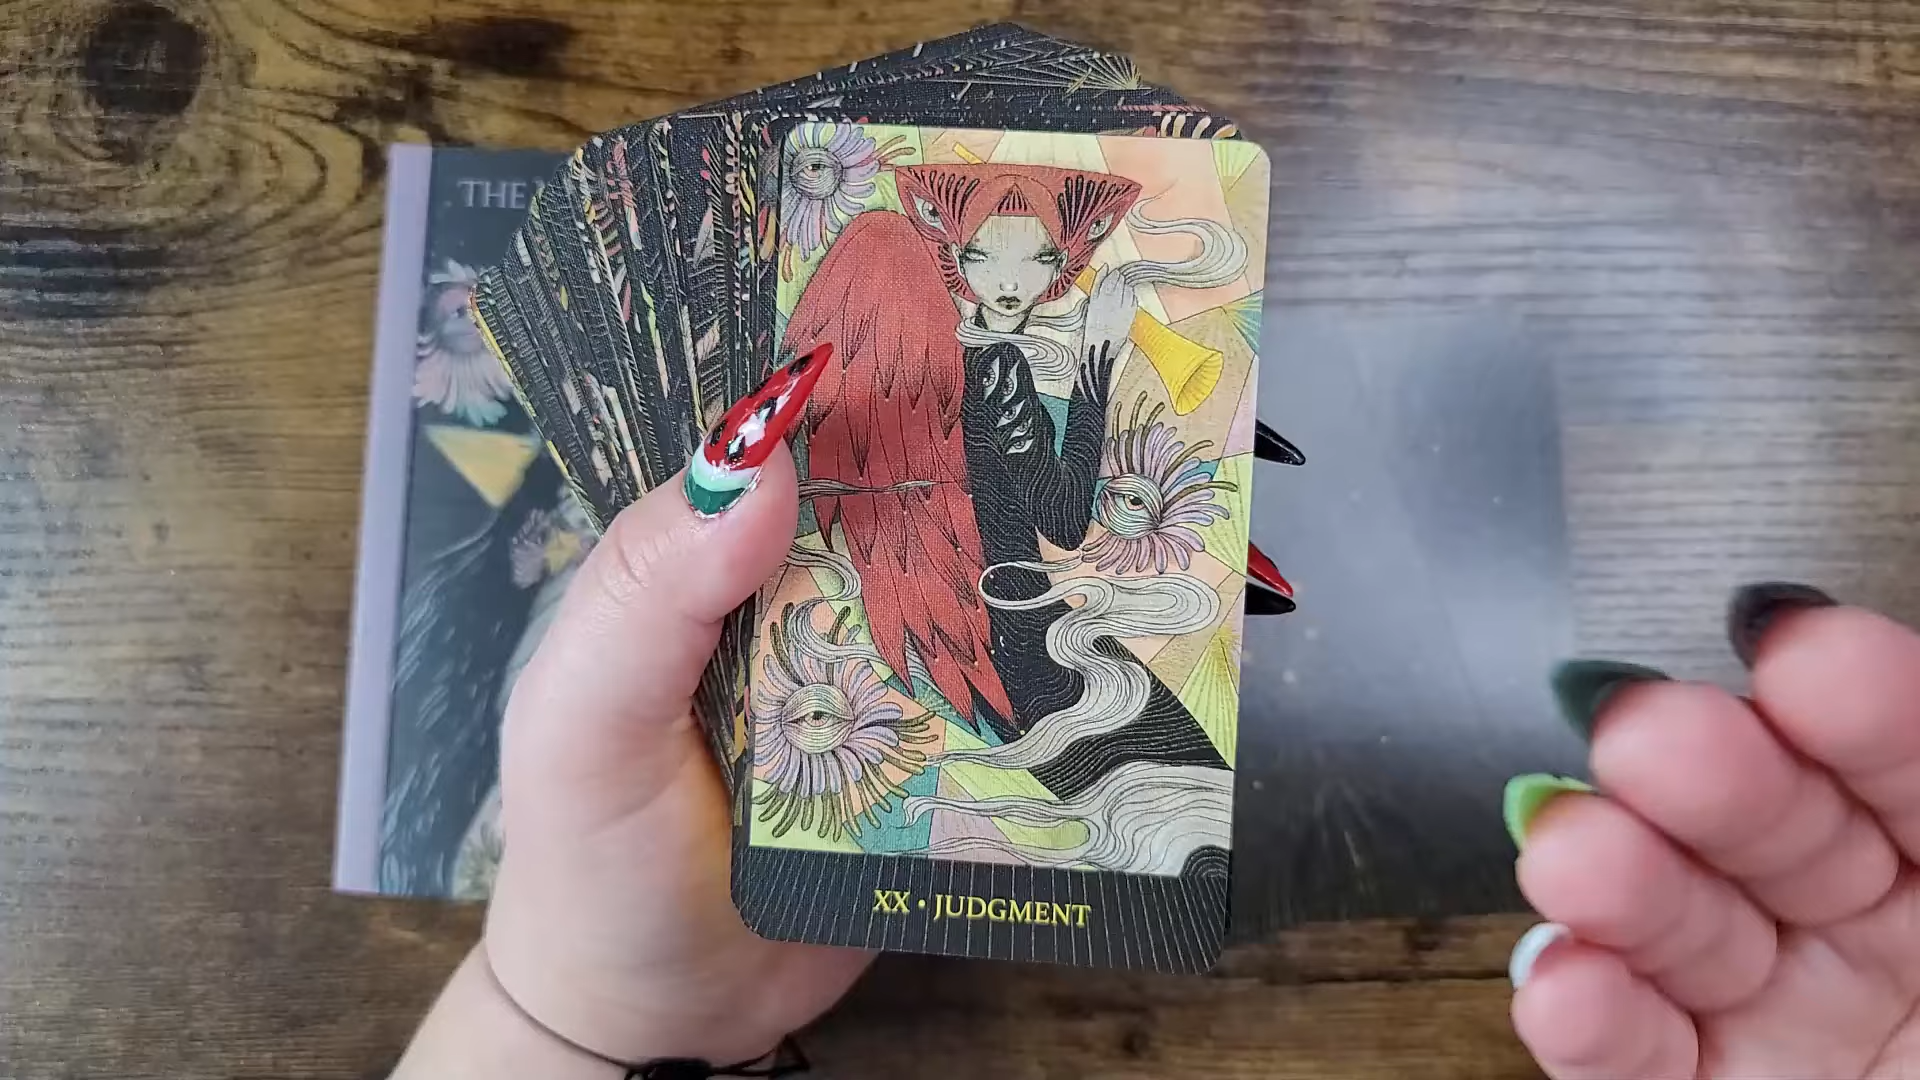 THE
XX • JUDGMENT